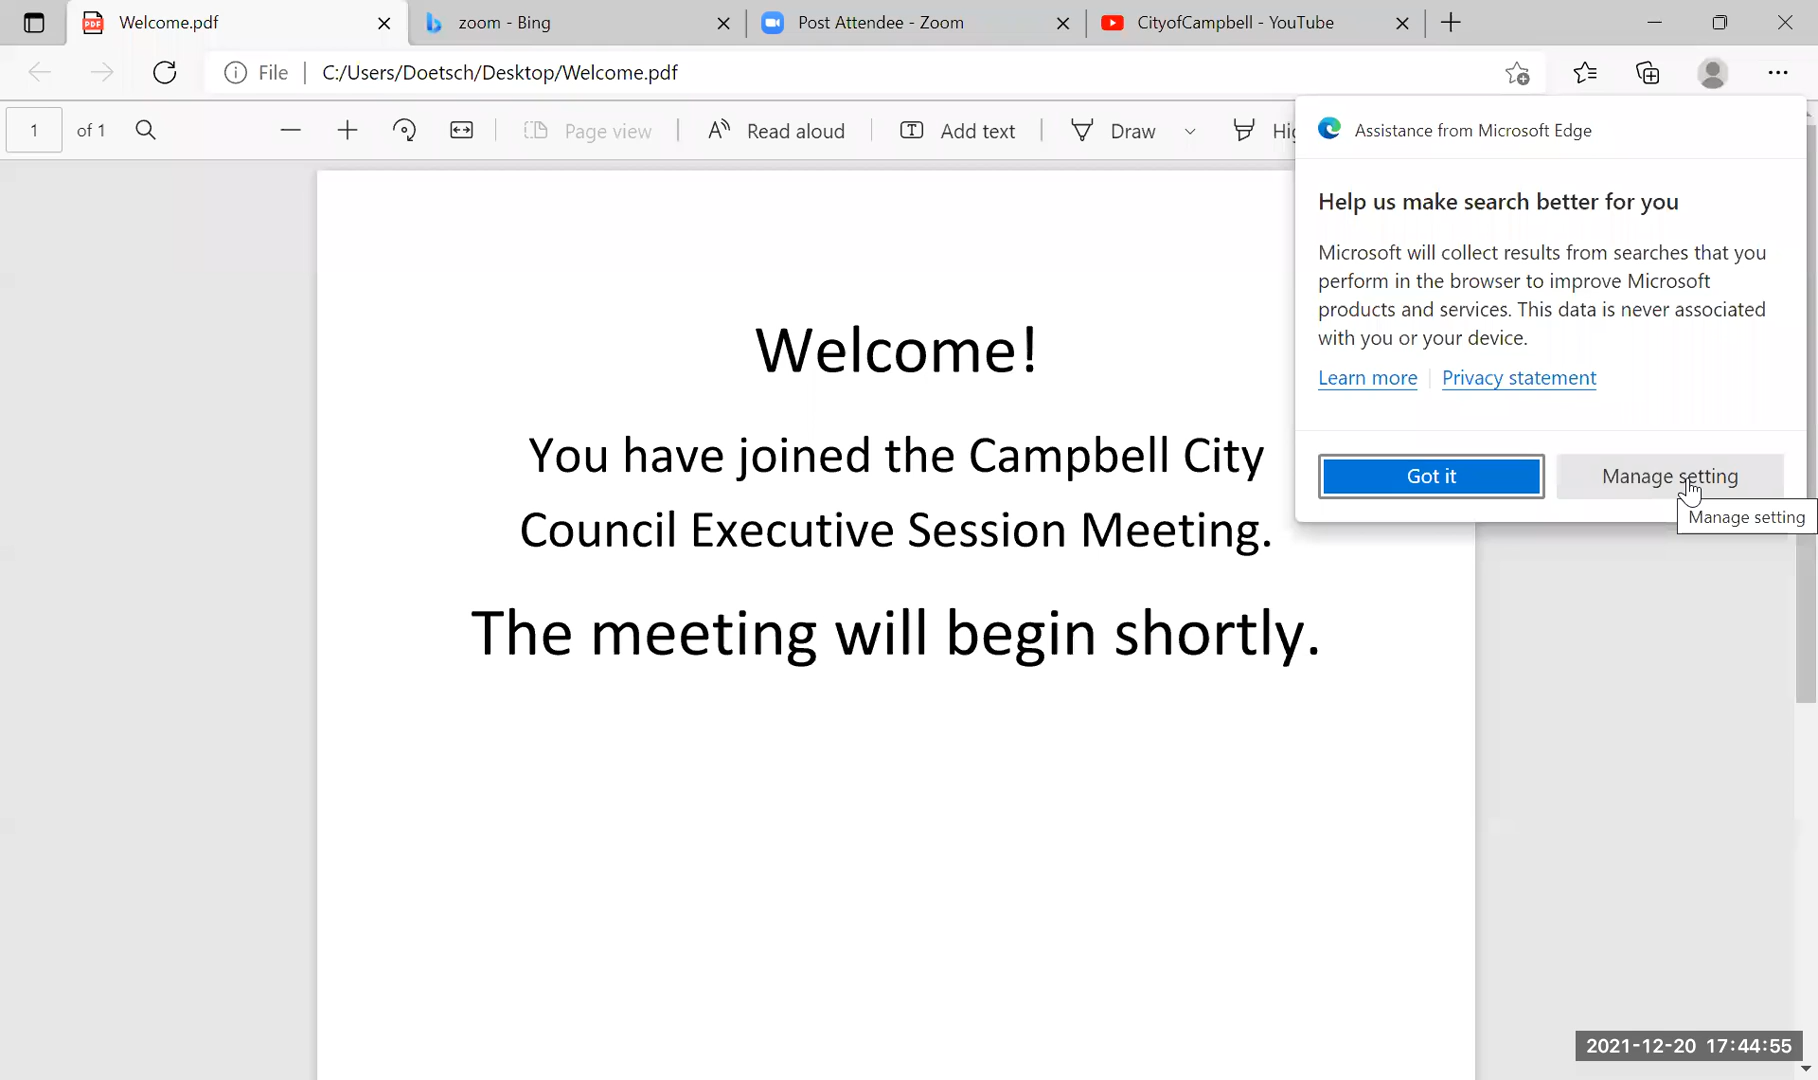 Welcome.pdf
zoom - Bing
Post Attendee - Zoom
CityofCampbell - YouTube
File
C:/Users/Doetsch/Desktop/Welcome.pdf
1
of 1
Page view
Read aloud
Add text
Draw
Assistance from Microsoft Edge
Help us make search better for you
Microsoft will collect results from searches that you
perform in the browser to improve Microsoft
products and services. This data is never associated
with you or your device.
Learn more
Privacy statement
Got it
Manage setting
Manage setting
Welcome!
You have joined the Campbell City
Council Executive Session Meeting.
The meeting will begin shortly.
2021-12-20 17:44:55